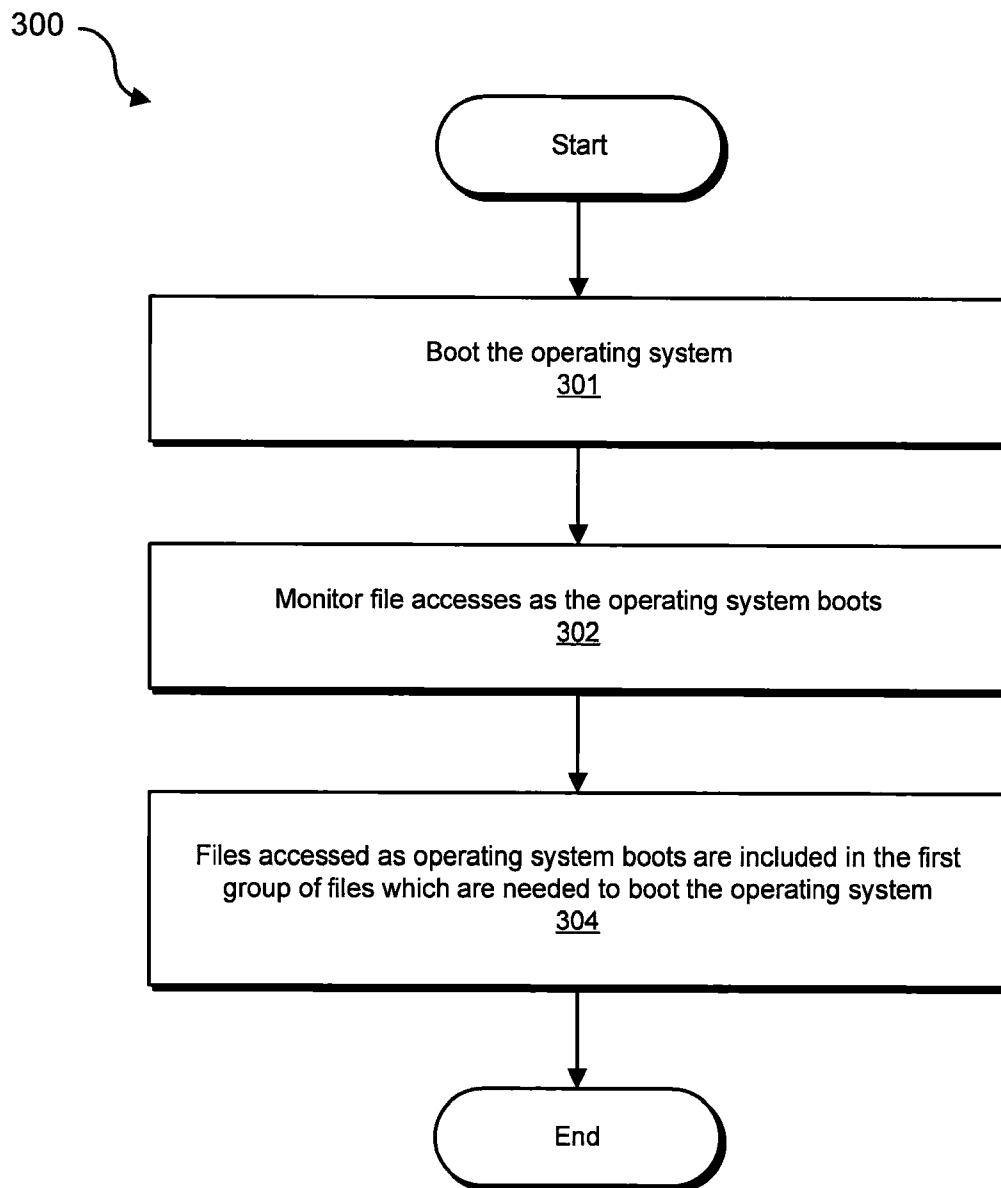 300
Start
Boot the operating system
301
Monitor file accesses as the operating system boots
302
Files accessed as operating system boots are included in the first
group of files which are needed to boot the operating system
304
End